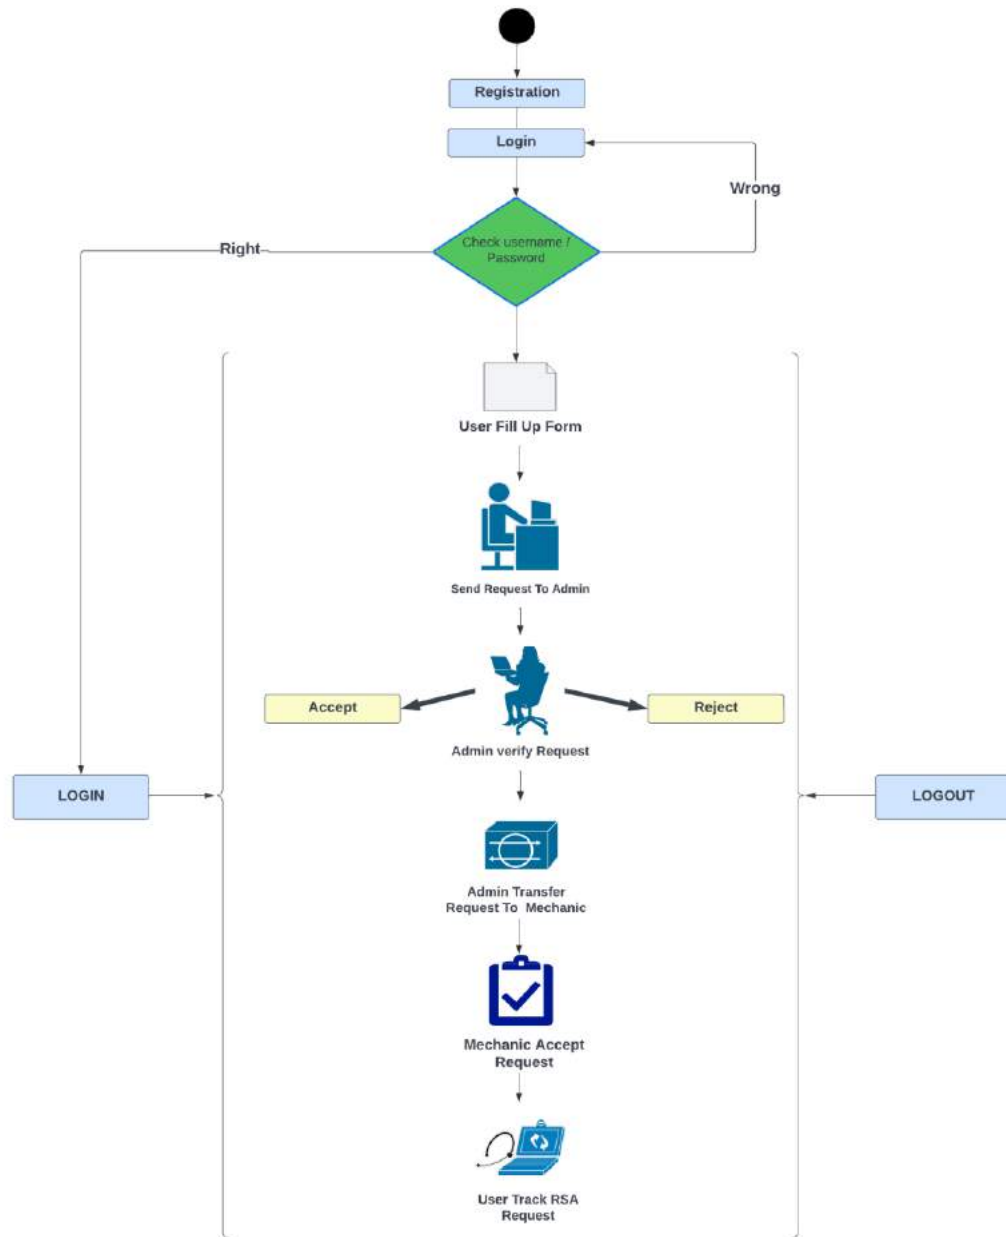 Registration
Login
Wrong
Right
Check username /
Password
User Fill Up Form
Send Request To Admin
Accept
Reject
Admin verify Request
LOGIN
LOGOUT
Admin Transfer
Request To Mechanic
Mechanic Accept
Request
User Track RSA
Request